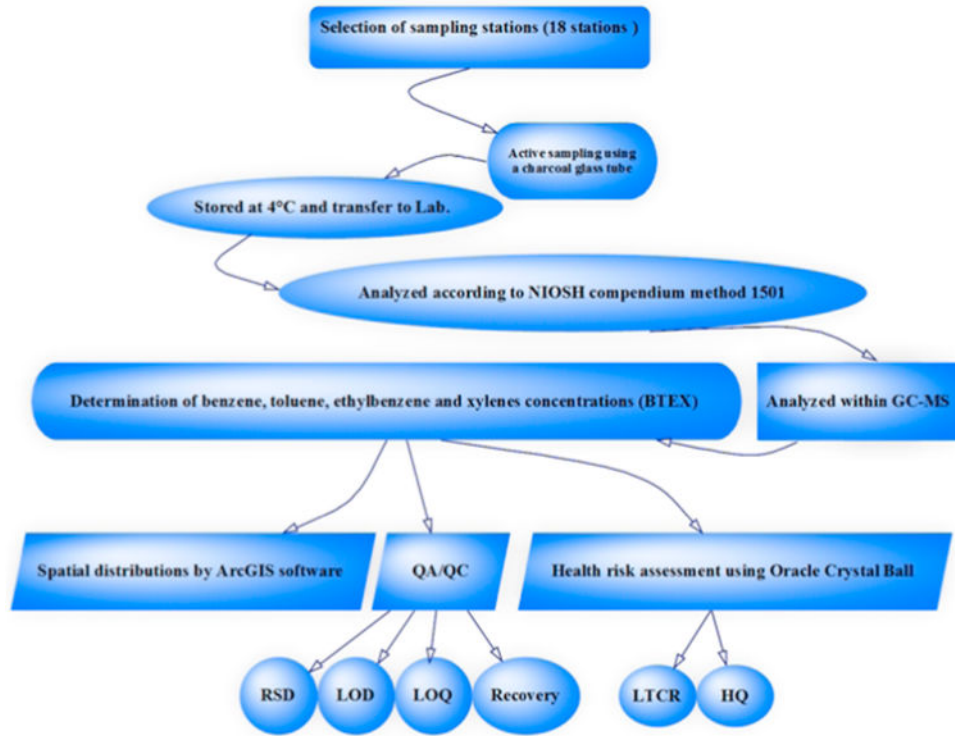 Selection of sampling stations (18 stations )
Active sampling using
a charcoal glass tube
Stored at 4°C and transfer to Lab.
Analyzed according to NIOSH compendium method 1501
Determination of benzene, toluene, ethylbenzene and xylenes concentrations (BTEX)
Analyzed within GC-MS
Spatial distributions by ArcGIS software
QA/QC
Health risk assessment using Oracle Crystal Ball
RSD
LOD
LOQ
Recovery
LTCR
HQ